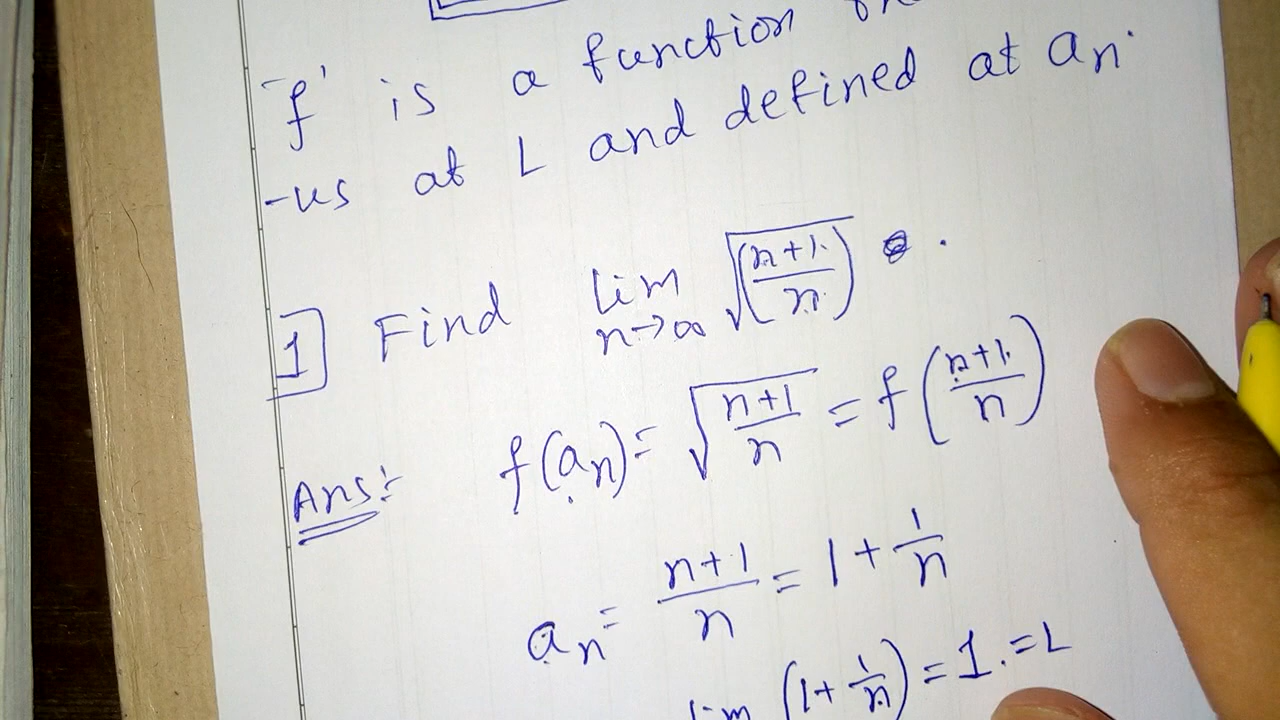 'f' is a function
-us at L and defined at aₙ.
1] Find lim n→∞ √((n+1)/n) .
Ans:- f(aₙ) = √((n+1)/n) = f((n+1)/n)
aₙ = (n+1)/n = 1 + 1/n
lim (1 + 1/n) = 1. = L